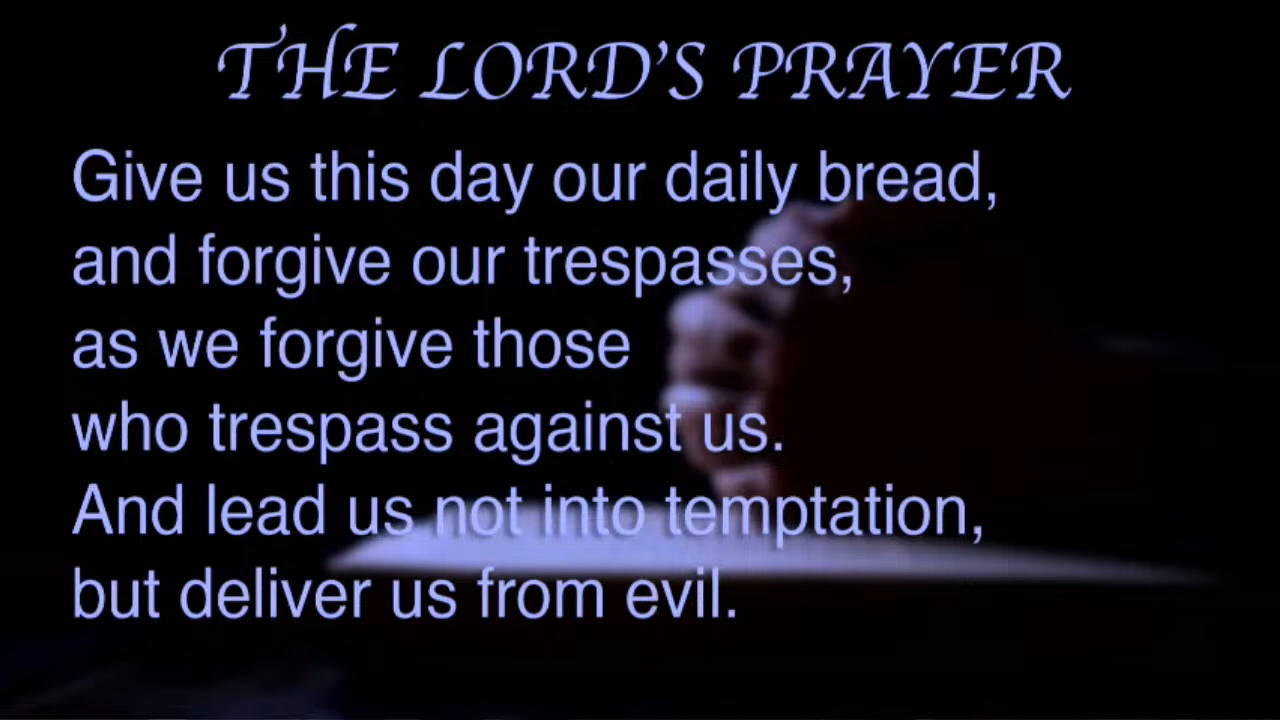 THE LORD'S PRAYER
Give us this day our daily bread,
and forgive our trespasses,
as we forgive those
who trespass against us.
And lead us not into temptation,
but deliver us from evil.